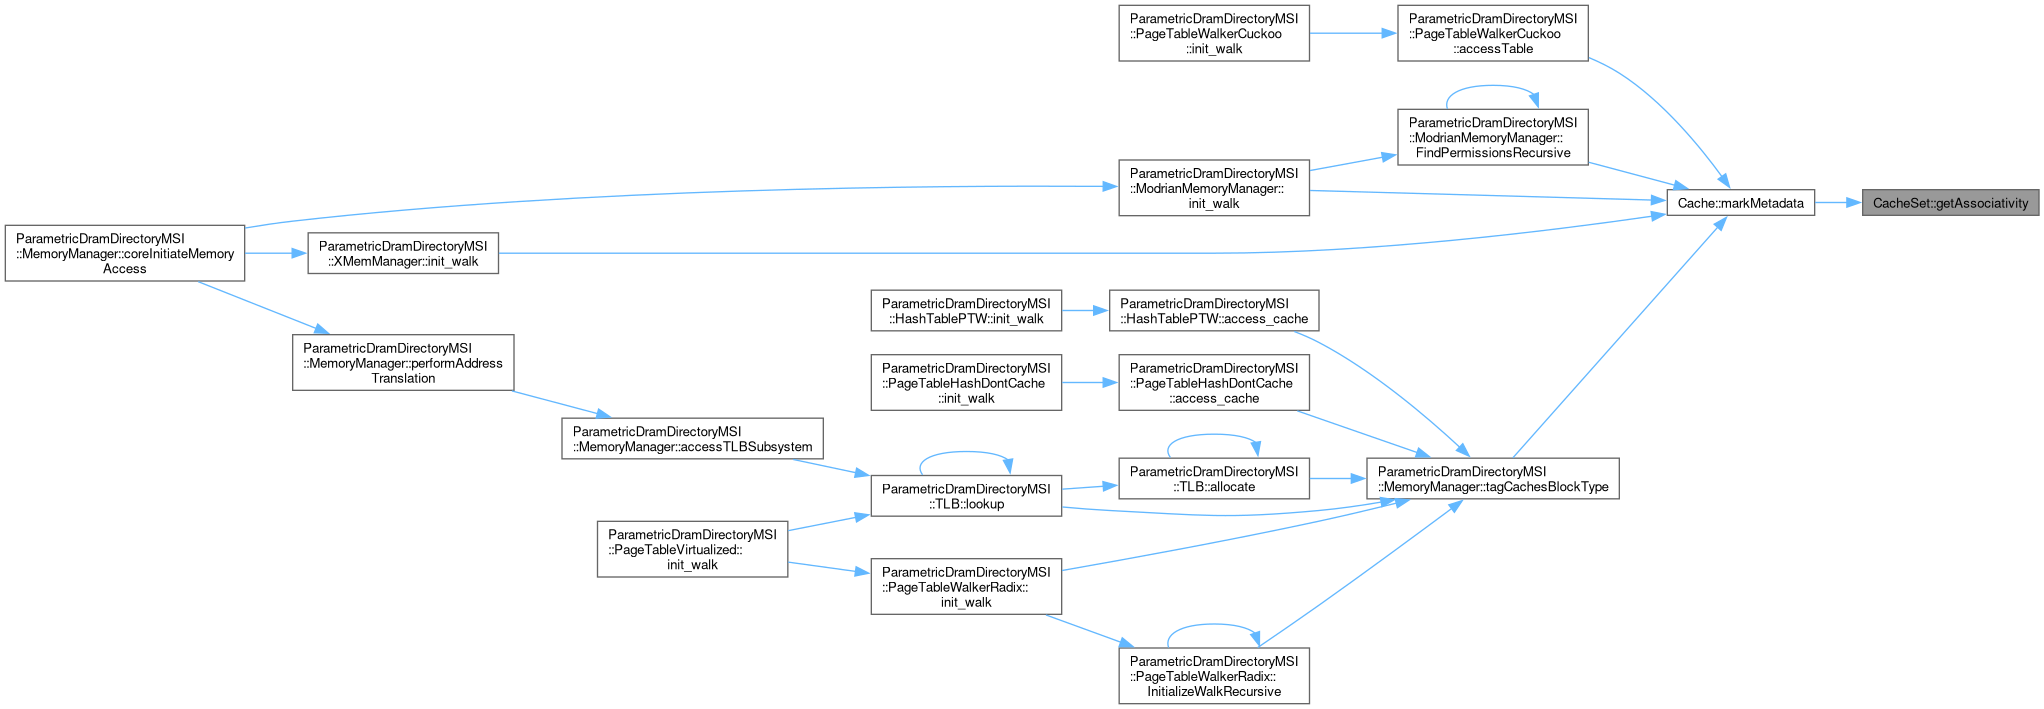 ParametricDramDirectoryMSI
::PageTableWalkerCuckoo
::init_walk
ParametricDramDirectoryMSI
::PageTableWalkerCuckoo
::accessTable
ParametricDramDirectoryMSI
::ModrianMemoryManager::
FindPermissionsRecursive
ParametricDramDirectoryMSI
::ModrianMemoryManager::
init_walk
Cache::markMetadata
CacheSet::getAssociativity
ParametricDramDirectoryMSI
::MemoryManager::coreInitiateMemory
Access
ParametricDramDirectoryMSI
::XMemManager::init_walk
ParametricDramDirectoryMSI
::HashTablePTW::init_walk
ParametricDramDirectoryMSI
::HashTablePTW::access_cache
ParametricDramDirectoryMSI
::MemoryManager::performAddress
Translation
ParametricDramDirectoryMSI
::PageTableHashDontCache
::init_walk
ParametricDramDirectoryMSI
::PageTableHashDontCache
::access_cache
ParametricDramDirectoryMSI
::MemoryManager::accessTLBSubsystem
ParametricDramDirectoryMSI
::TLB::lookup
ParametricDramDirectoryMSI
::TLB::allocate
ParametricDramDirectoryMSI
::MemoryManager::tagCachesBlockType
ParametricDramDirectoryMSI
::PageTableVirtualized::
init_walk
ParametricDramDirectoryMSI
::PageTableWalkerRadix::
init_walk
ParametricDramDirectoryMSI
::PageTableWalkerRadix::
InitializeWalkRecursive